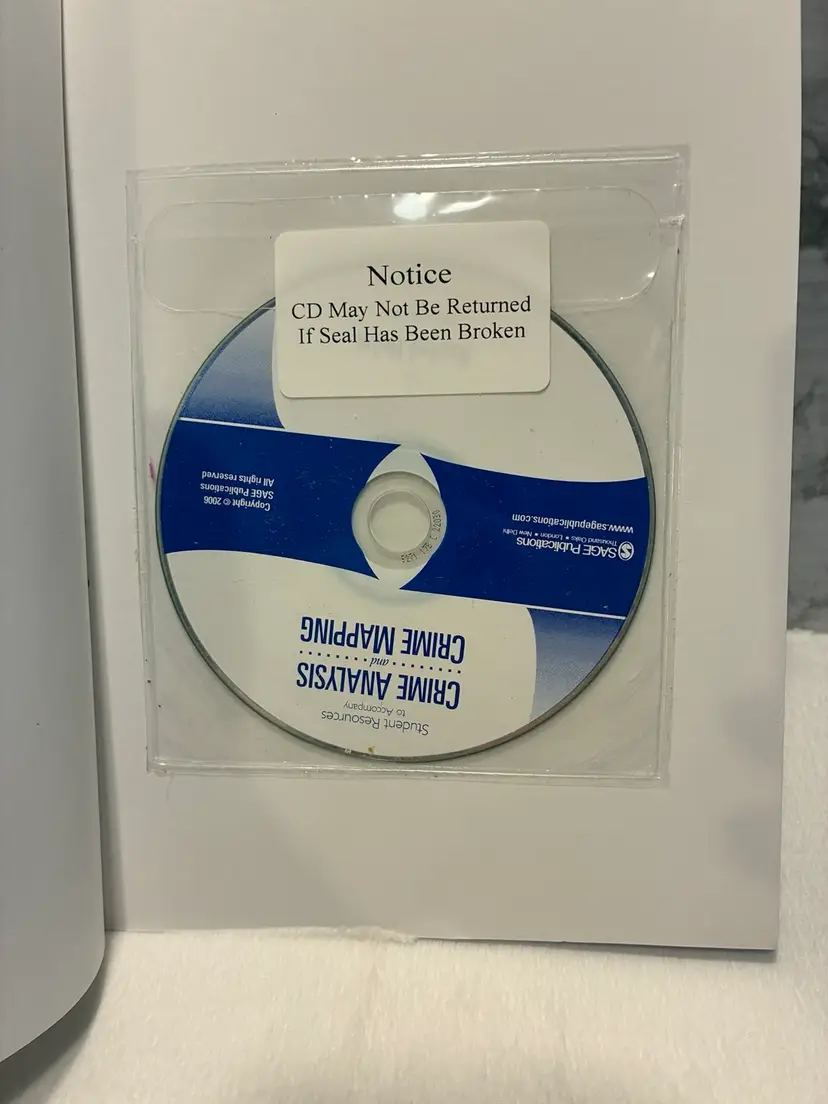 Notice
CD May Not Be Returned
If Seal Has Been Broken
Student Resources
to Accompany
CRIME ANALYSIS
and
CRIME MAPPING
SAGE Publications
Thousand Oaks • London • New Delhi
www.sagepublications.com
Copyright © 2006
SAGE Publications
All rights reserved